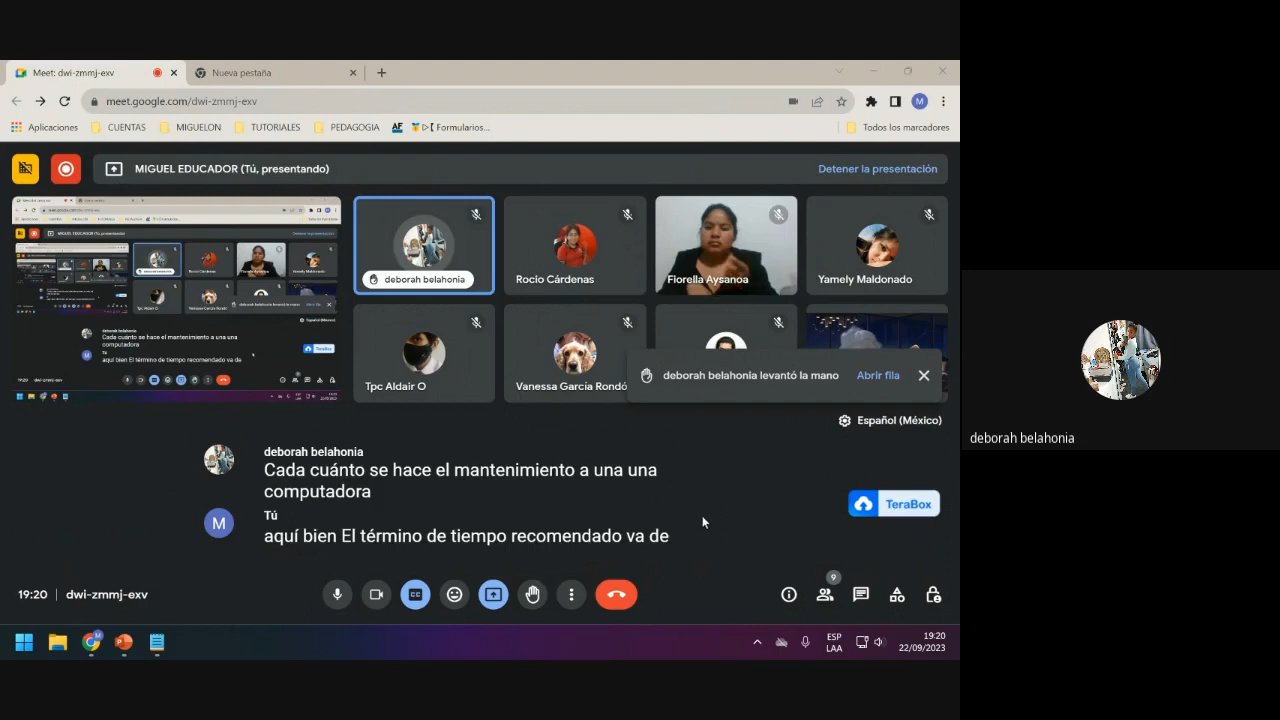 Meet: dwi-zmmj-exv
Nueva pestaña
meet.google.com/dwi-zmmj-exv
M
Aplicaciones
CUENTAS
MIGUELON
TUTORIALES
PEDAGOGIA
AF
Formularios...
Todos los marcadores
MIGUEL EDUCADOR (Tú, presentando)
Detener la presentación
deborah belahonia
Rocio Cárdenas
Fiorella Aysanoa
Yamely Maldonado
Tpc Aldair O
Vanessa Garcia Rondó
deborah belahonia levantó la mano
Abrir fila
Español (México)
deborah belahonia
Cada cuánto se hace el mantenimiento a una una
computadora
Tú
M
aquí bien El término de tiempo recomendado va de
TeraBox
deborah belahonia
19:20
dwi-zmmj-exv
CC
9
ESP
LAA
19:20
22/09/2023